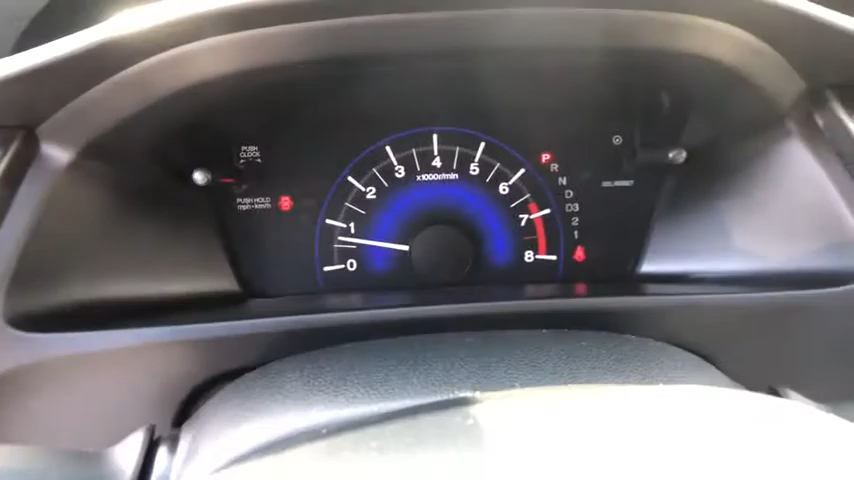 PUSH
CLOCK
PUSH HOLD
mph↔km/h
0
1
2
3
4
5
6
7
8
x1000r/min
P
R
N
D
D3
2
1